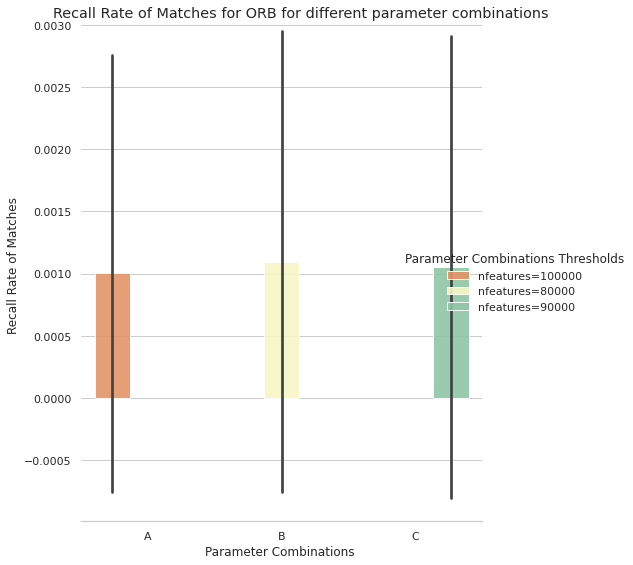 Recall Rate of Matches for ORB for different parameter combinations
0.0030
0.0025
0.0020
0.0015
0.0010
0.0005
0.0000
−0.0005
Recall Rate of Matches
A B C
Parameter Combinations
Parameter Combinations Thresholds
nfeatures=100000
nfeatures=80000
nfeatures=90000